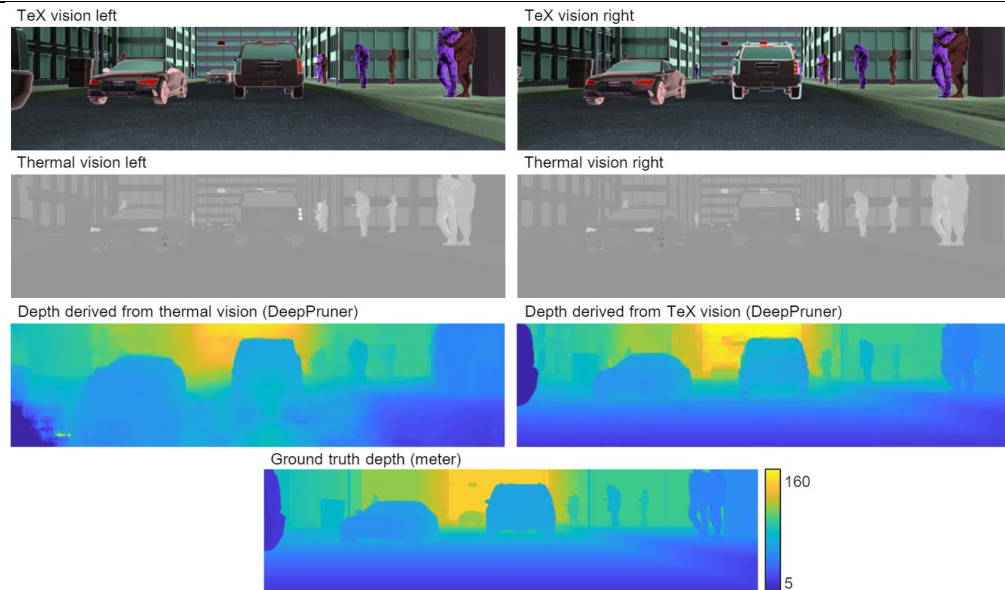 TeX vision left
TeX vision right
Thermal vision left
Thermal vision right
Depth derived from thermal vision (DeepPruner)
Depth derived from TeX vision (DeepPruner)
Ground truth depth (meter)
160
5